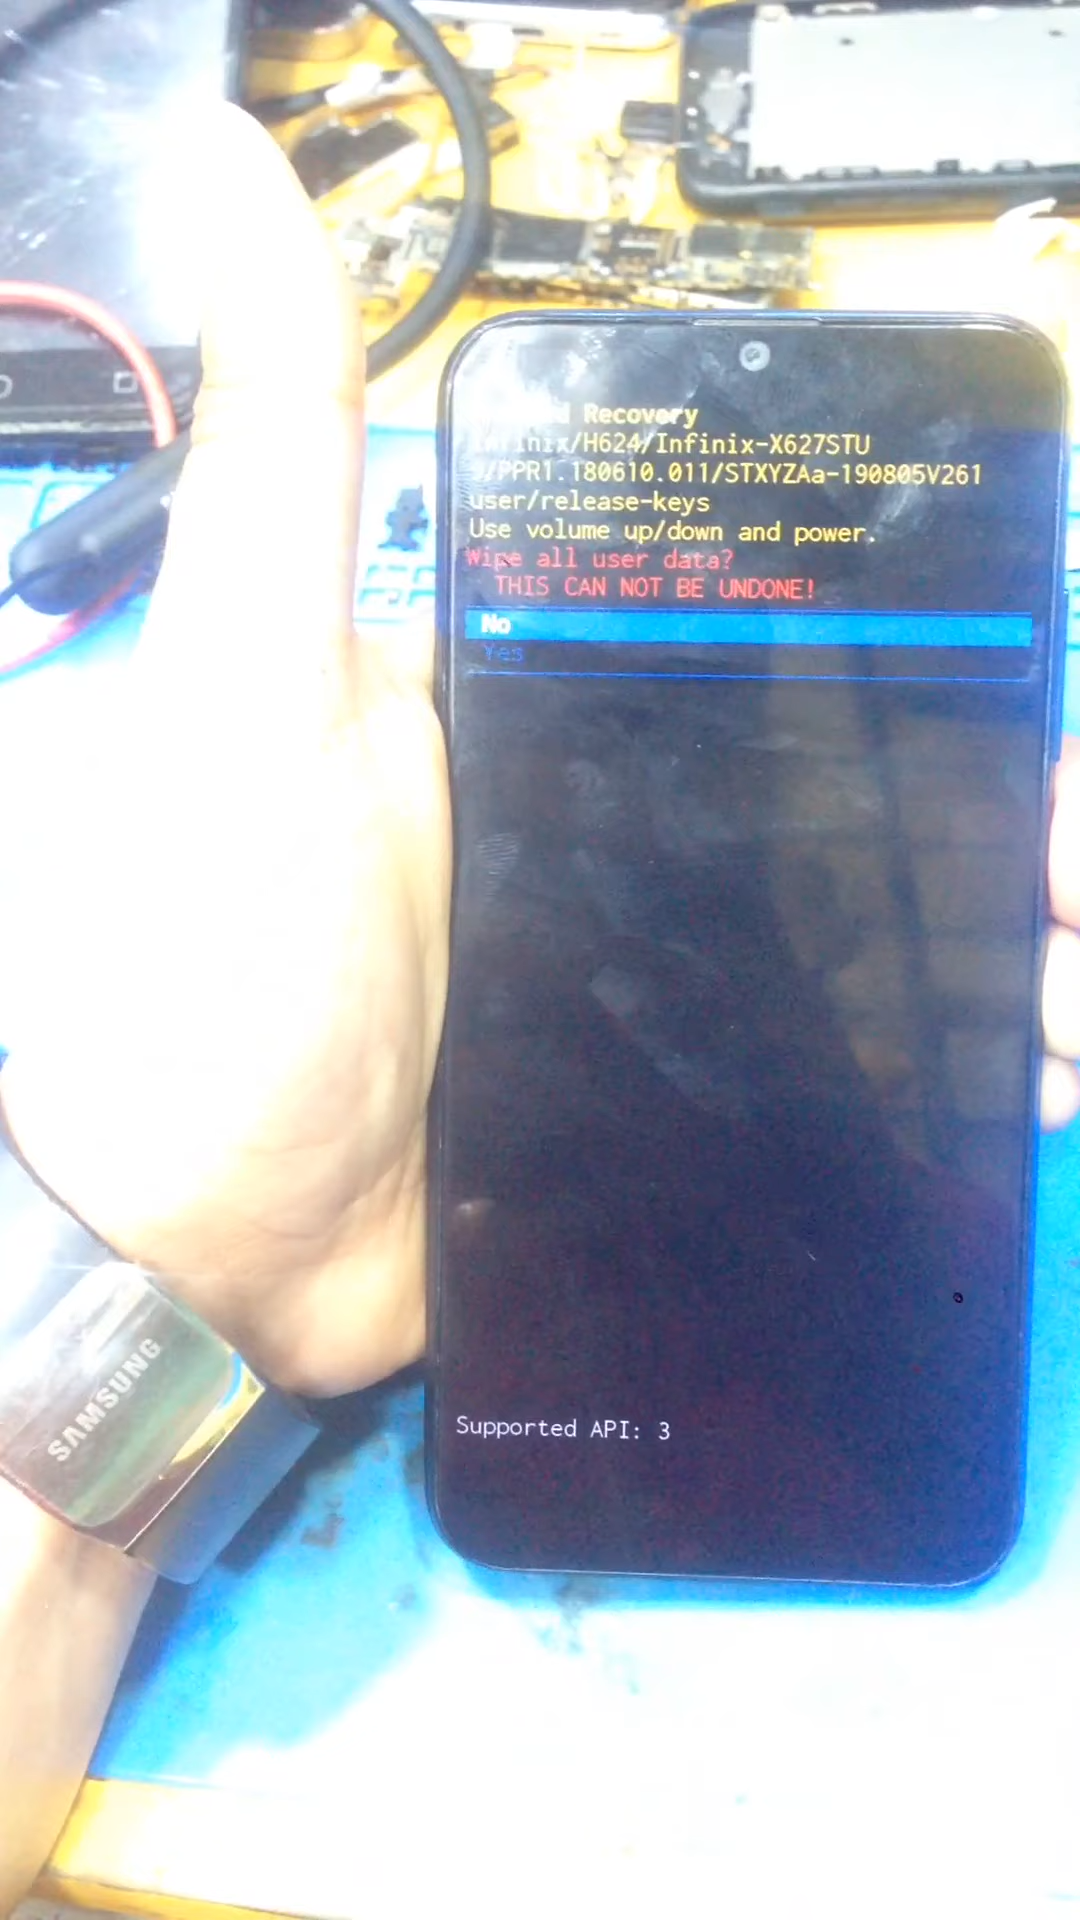 Recovery
Infinix/H624/Infinix-X627STU
/PPR1.180610.011/STXYZAa-190805V261
user/release-keys
Use volume up/down and power.
Wipe all user data?
THIS CAN NOT BE UNDONE!
No
Yes
Supported API: 3
SAMSUNG